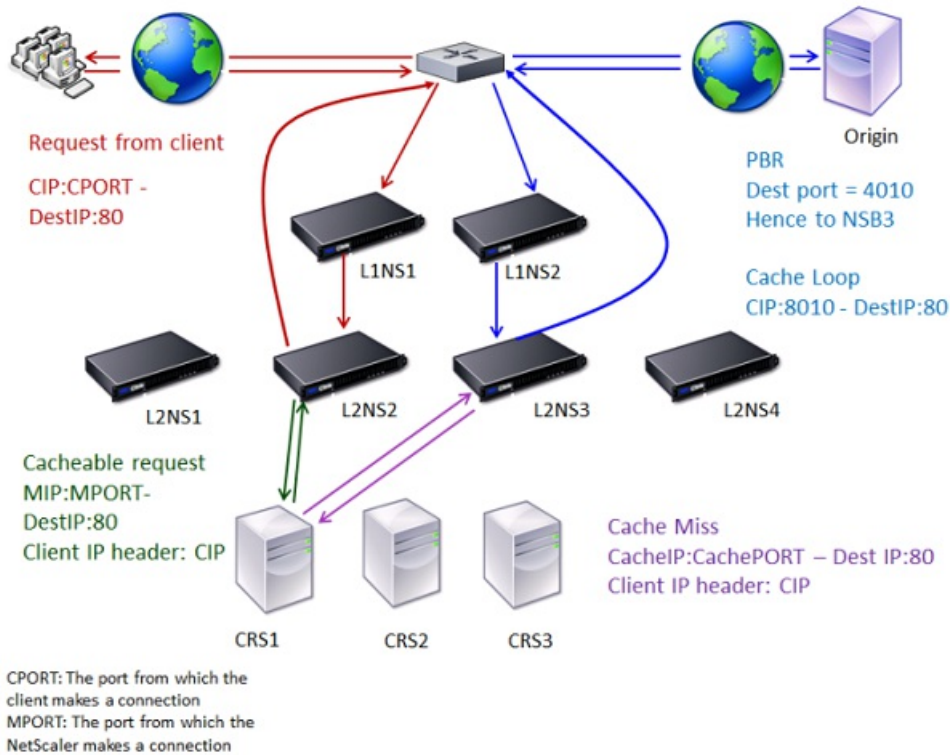 Origin
Request from client
CIP:CPORT -
DestIP:80
PBR
Dest port = 4010
Hence to NSB3
Cache Loop
CIP:8010 - DestIP:80
L1NS1
L1NS2
L2NS1
L2NS2
L2NS3
L2NS4
Cacheable request
MIP:MPORT-
DestIP:80
Client IP header: CIP
Cache Miss
CacheIP:CachePORT – Dest IP:80
Client IP header: CIP
CRS1
CRS2
CRS3
CPORT: The port from which the
client makes a connection
MPORT: The port from which the
NetScaler makes a connection